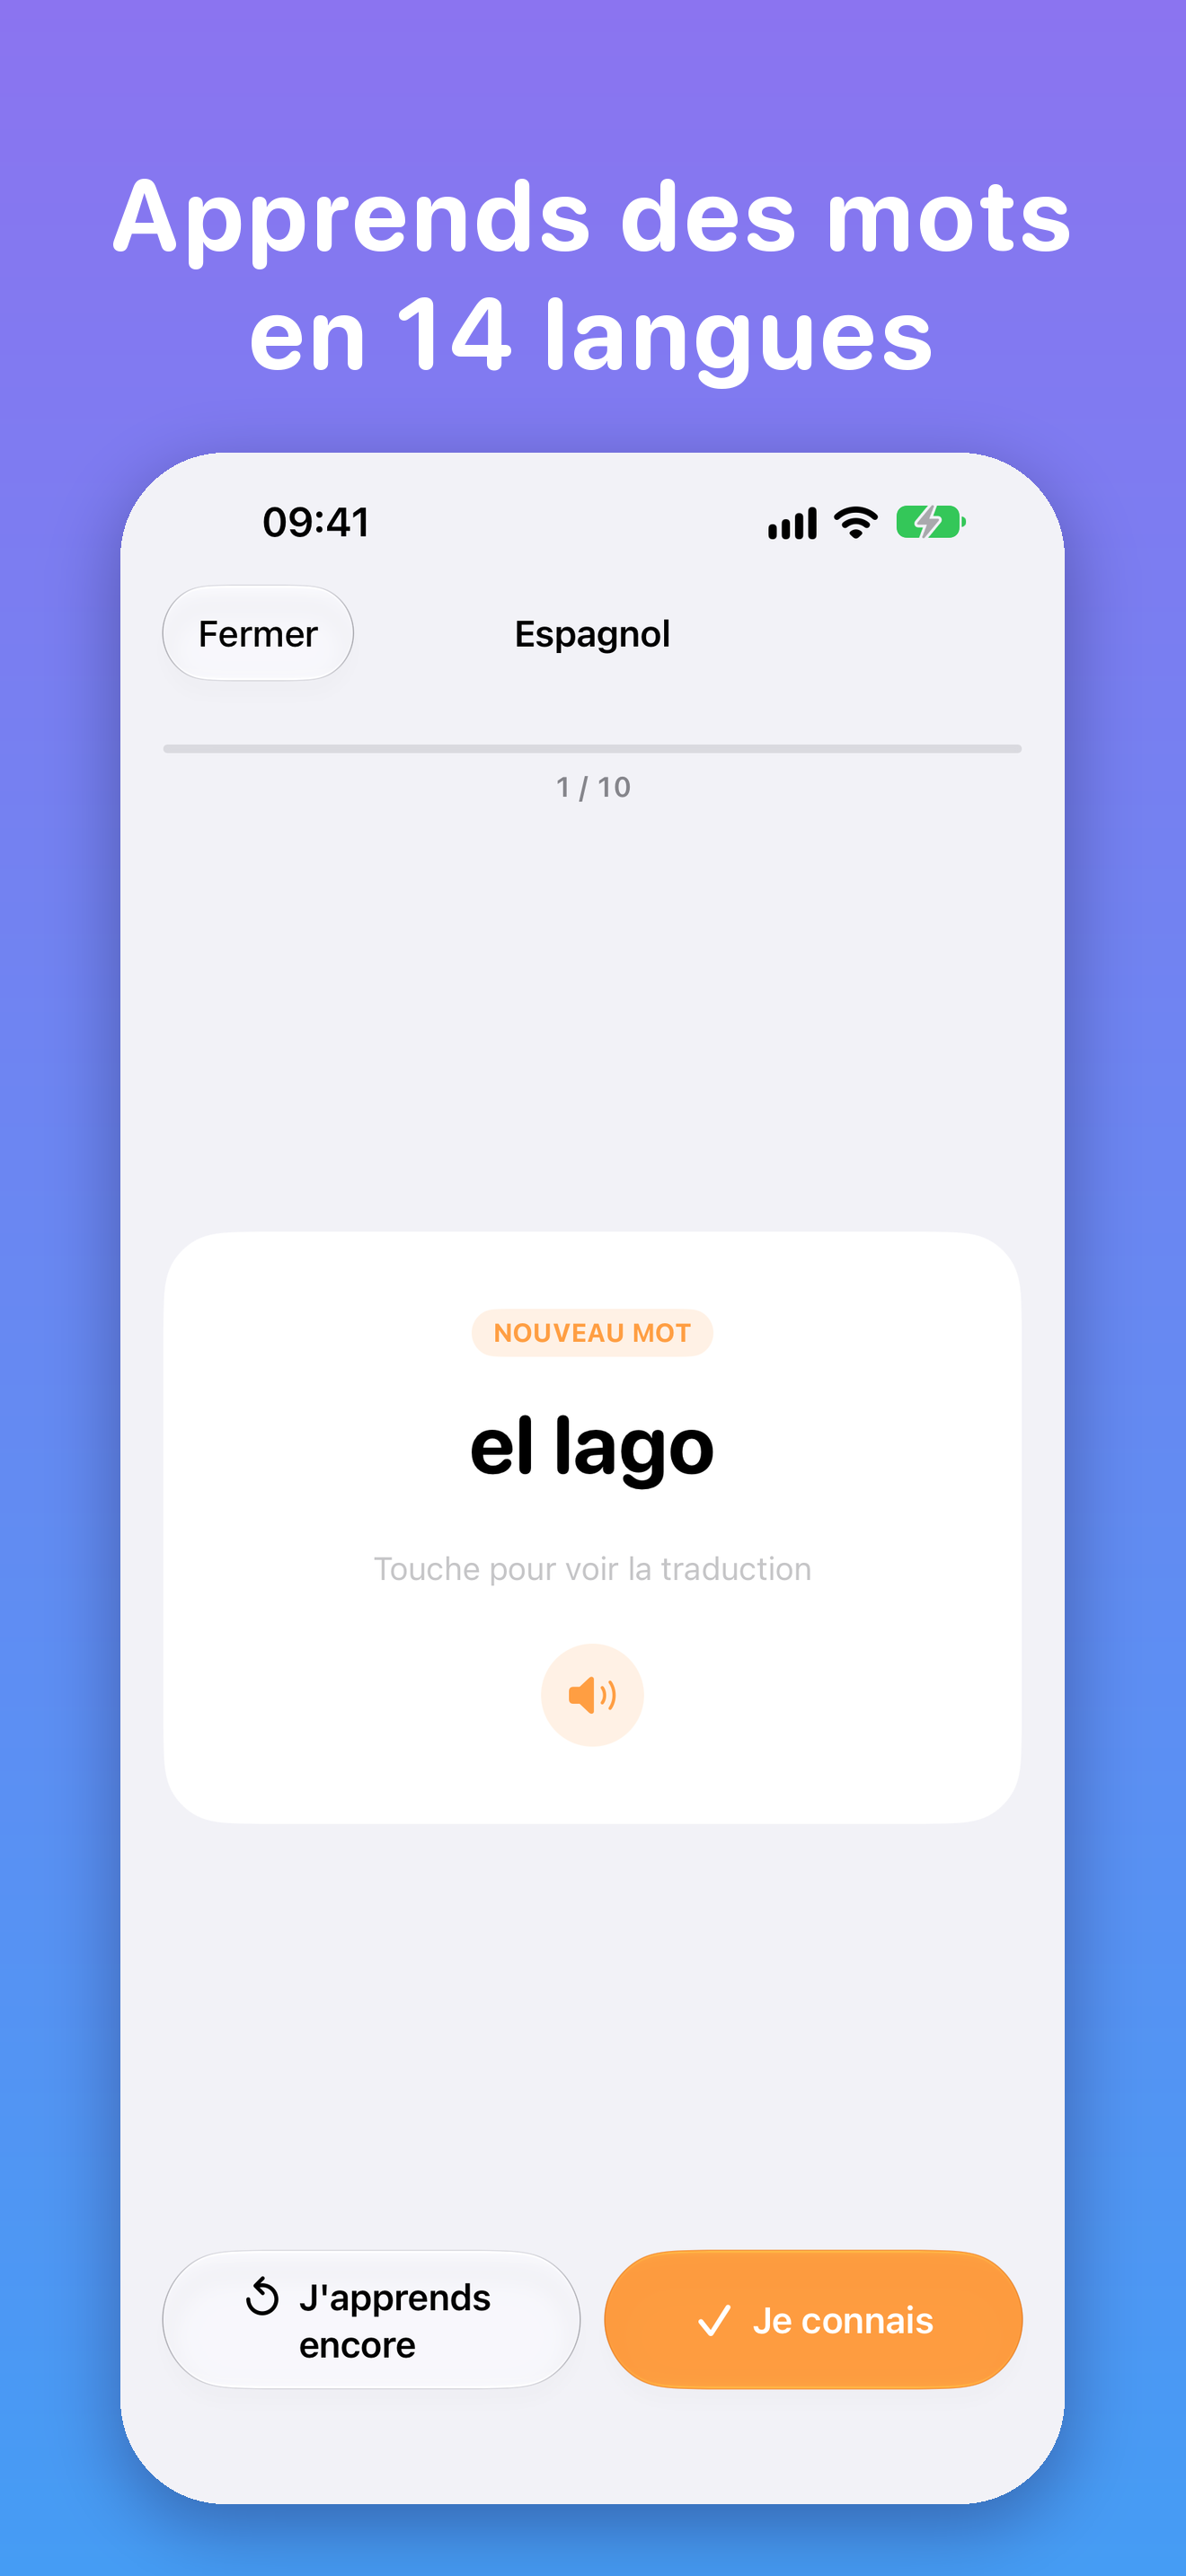 Apprends des mots
en 14 langues
09:41
Fermer
Espagnol
1 / 10
NOUVEAU MOT
el lago
Touche pour voir la traduction
J'apprends
encore
Je connais